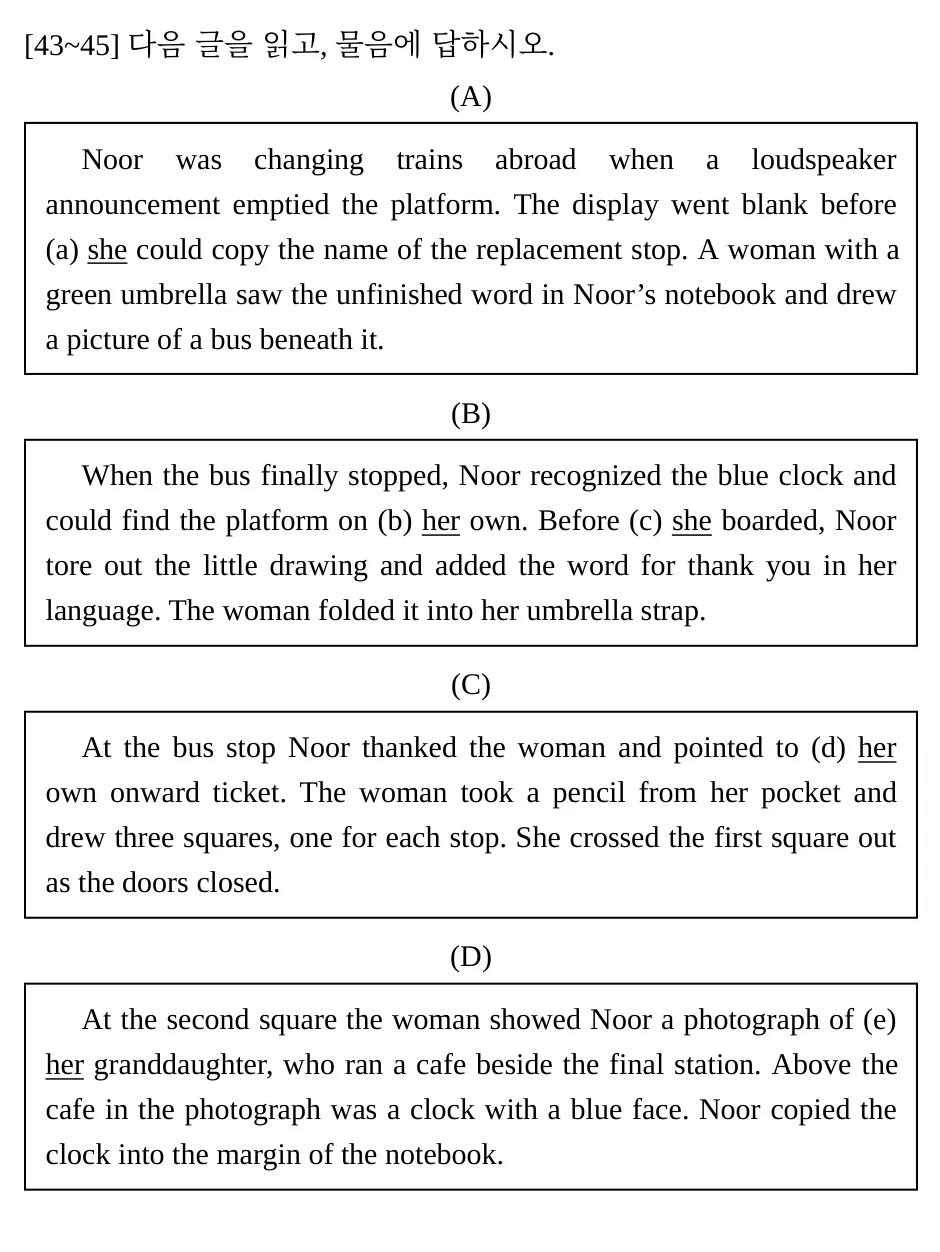 [43~45] 다음 글을 읽고, 물음에 답하시오.
(A)
Noor was changing trains abroad when a loudspeaker
announcement emptied the platform. The display went blank before
(a) she could copy the name of the replacement stop. A woman with a
green umbrella saw the unfinished word in Noor’s notebook and drew
a picture of a bus beneath it.
(B)
When the bus finally stopped, Noor recognized the blue clock and
could find the platform on (b) her own. Before (c) she boarded, Noor
tore out the little drawing and added the word for thank you in her
language. The woman folded it into her umbrella strap.
(C)
At the bus stop Noor thanked the woman and pointed to (d) her
own onward ticket. The woman took a pencil from her pocket and
drew three squares, one for each stop. She crossed the first square out
as the doors closed.
(D)
At the second square the woman showed Noor a photograph of (e)
her granddaughter, who ran a cafe beside the final station. Above the
cafe in the photograph was a clock with a blue face. Noor copied the
clock into the margin of the notebook.